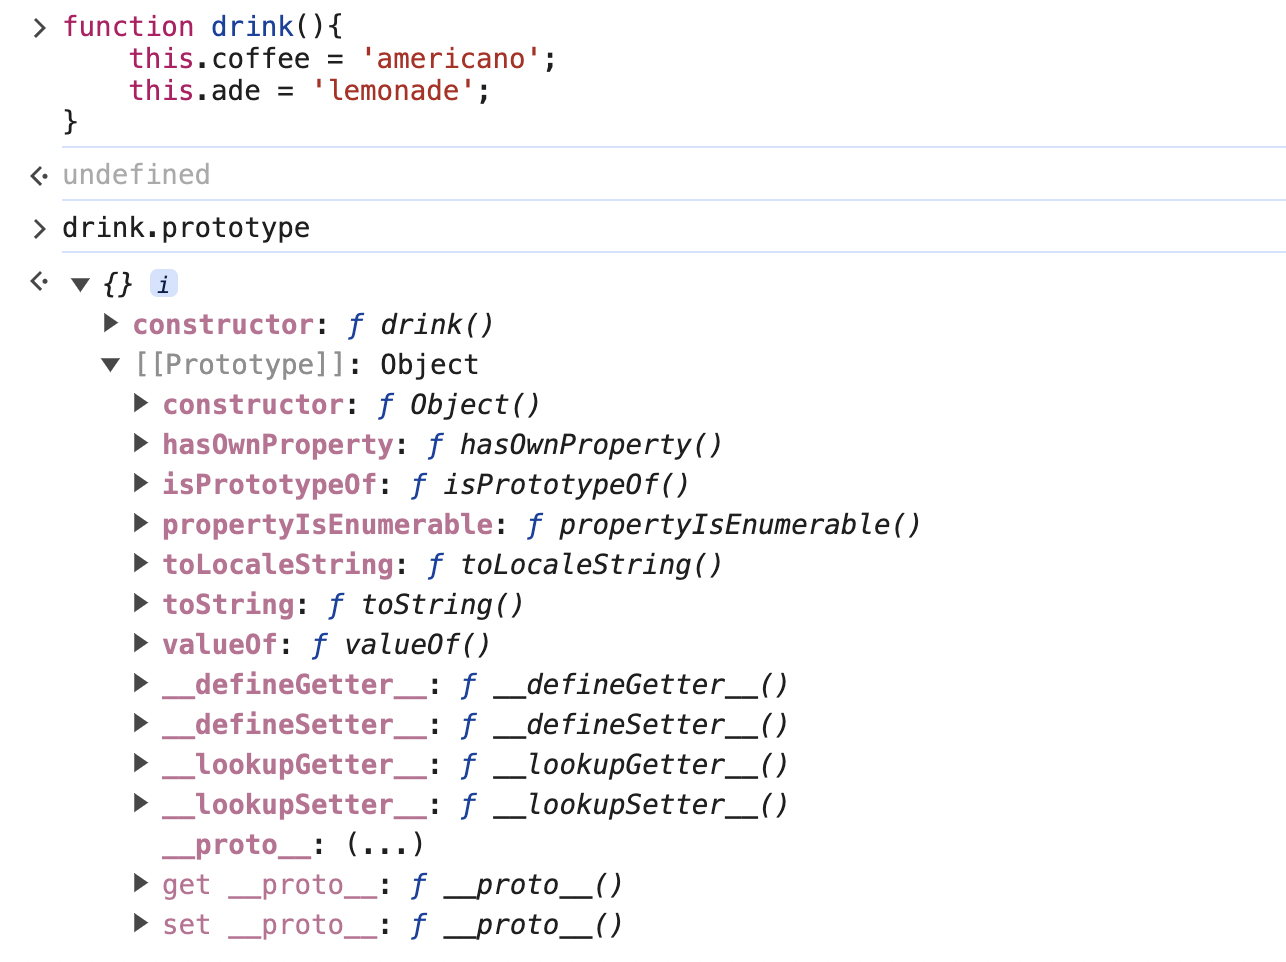 > function drink(){
    this.coffee = 'americano';
    this.ade = 'lemonade';
}
undefined
> drink.prototype
▼ {} i
▶ constructor: ƒ drink()
▼ [[Prototype]]: Object
▶ constructor: ƒ Object()
▶ hasOwnProperty: ƒ hasOwnProperty()
▶ isPrototypeOf: ƒ isPrototypeOf()
▶ propertyIsEnumerable: ƒ propertyIsEnumerable()
▶ toLocaleString: ƒ toLocaleString()
▶ toString: ƒ toString()
▶ valueOf: ƒ valueOf()
▶ __defineGetter__: ƒ __defineGetter__()
▶ __defineSetter__: ƒ __defineSetter__()
▶ __lookupGetter__: ƒ __lookupGetter__()
▶ __lookupSetter__: ƒ __lookupSetter__()
__proto__: (...)
▶ get __proto__: ƒ __proto__()
▶ set __proto__: ƒ __proto__()